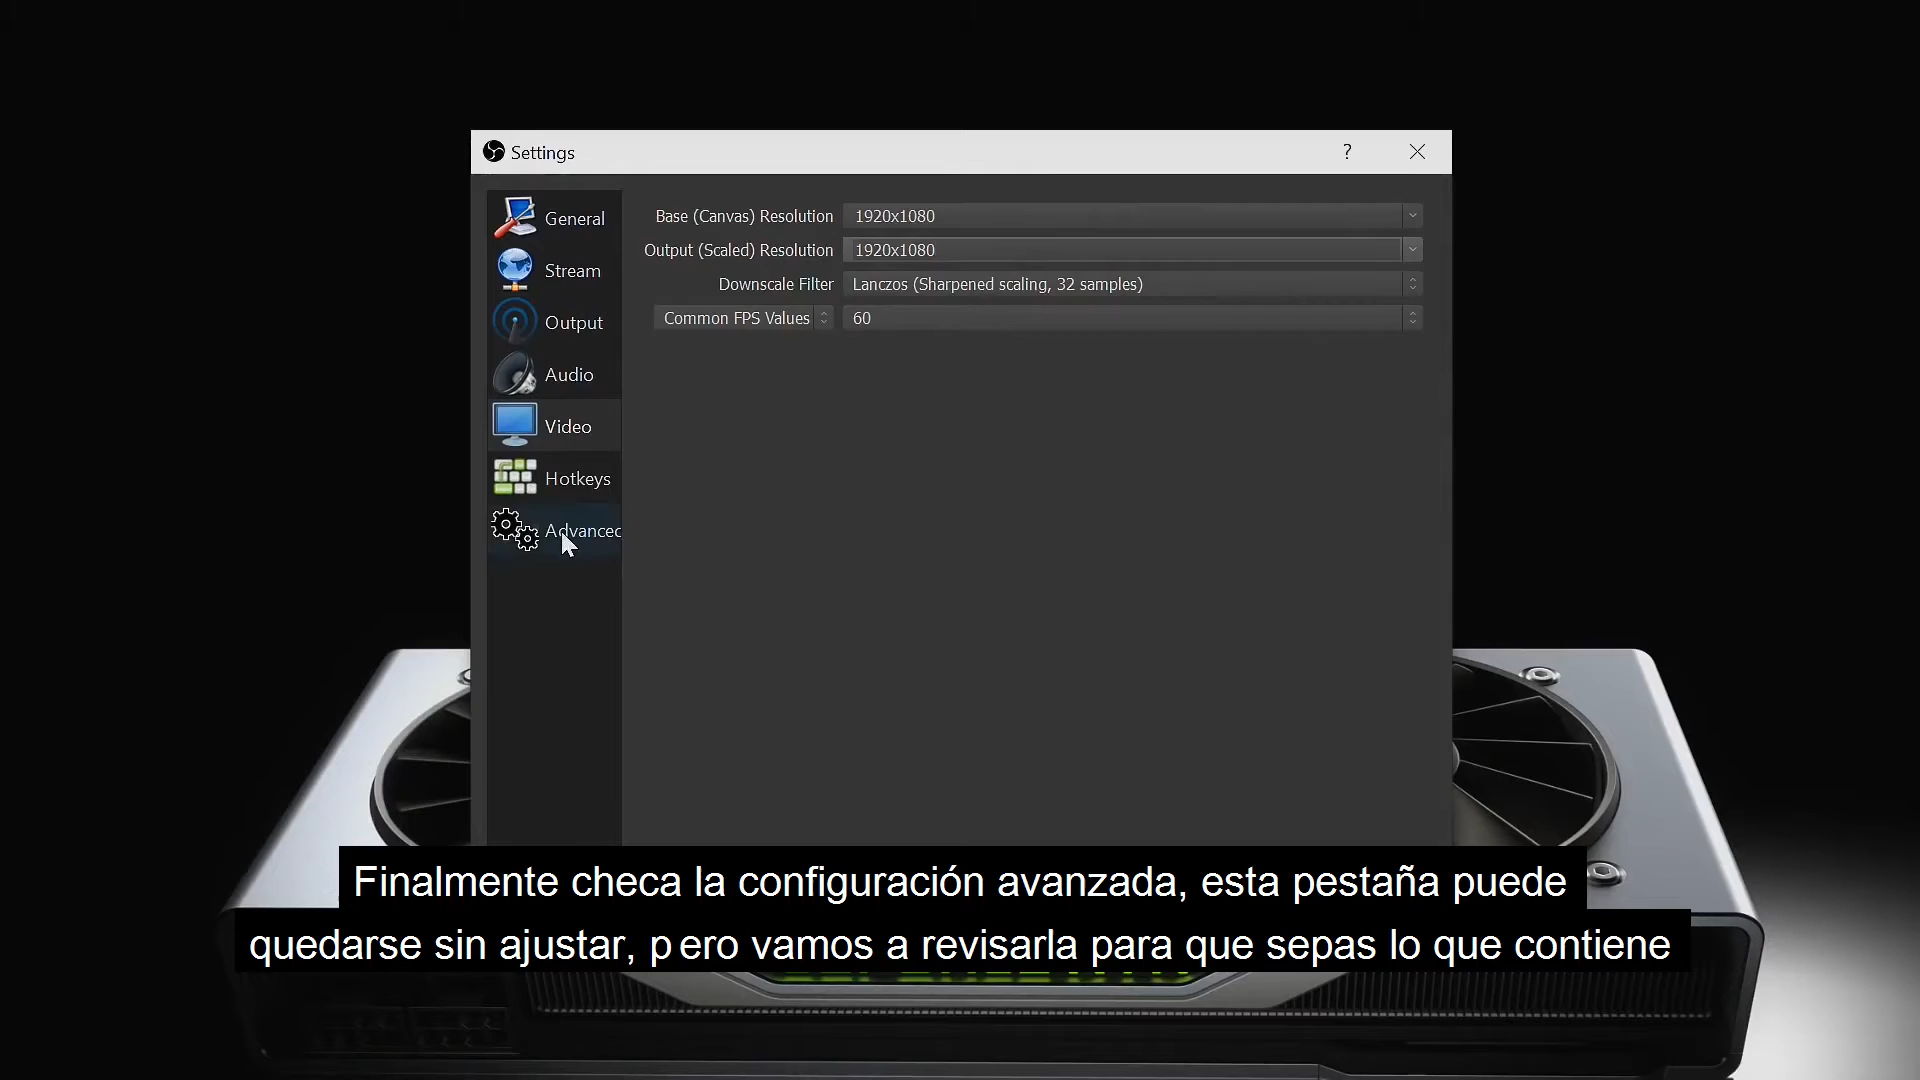 Settings
?
General
Stream
Output
Audio
Video
Hotkeys
Advanced
Base (Canvas) Resolution 1920x1080
Output (Scaled) Resolution 1920x1080
Downscale Filter Lanczos (Sharpened scaling, 32 samples)
Common FPS Values 60
Finalmente checa la configuración avanzada, esta pestaña puede
quedarse sin ajustar, pero vamos a revisarla para que sepas lo que contiene